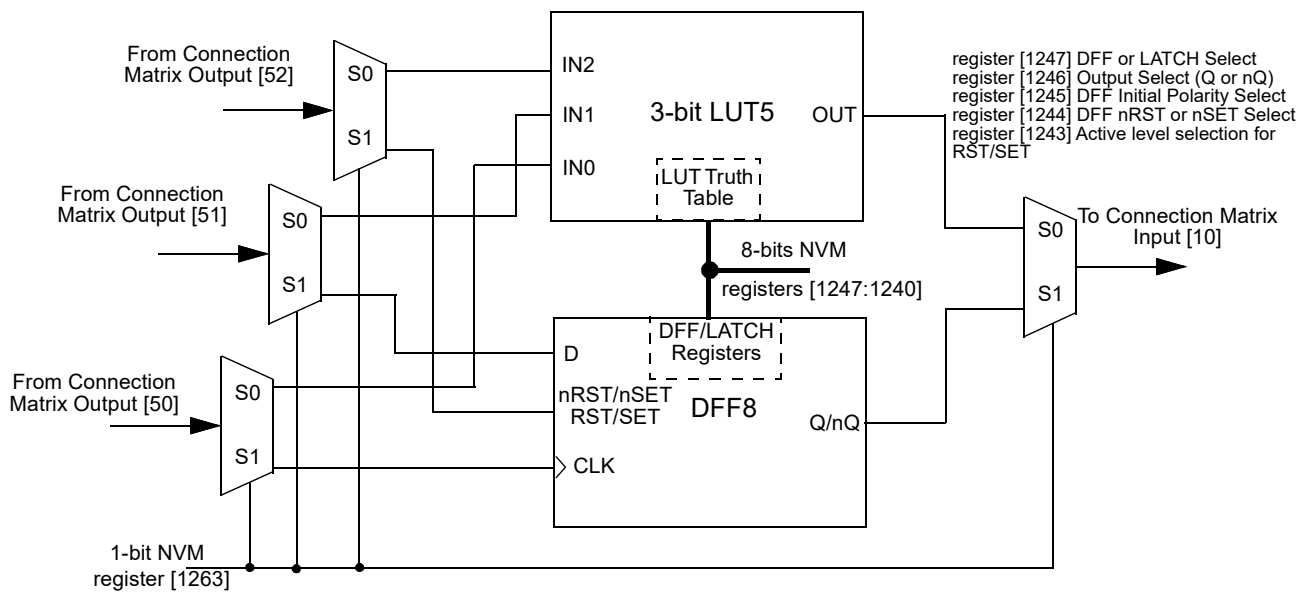 From Connection
Matrix Output [52]
S0
S1
From Connection
Matrix Output [51]
S0
S1
From Connection
Matrix Output [50]
S0
S1
1-bit NVM
register [1263]
IN2
IN1
IN0
3-bit LUT5
OUT
LUT Truth
Table
8-bits NVM
registers [1247:1240]
DFF/LATCH
Registers
D
nRST/nSET
RST/SET
DFF8
Q/nQ
CLK
register [1247] DFF or LATCH Select
register [1246] Output Select (Q or nQ)
register [1245] DFF Initial Polarity Select
register [1244] DFF nRST or nSET Select
register [1243] Active level selection for
RST/SET
S0
S1
To Connection Matrix
Input [10]